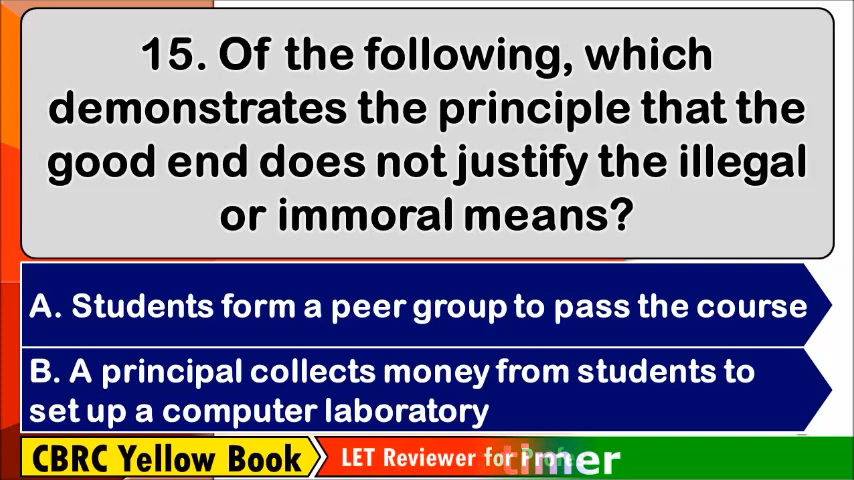 15. Of the following, which
demonstrates the principle that the
good end does not justify the illegal
or immoral means?
A. Students form a peer group to pass the course
B. A principal collects money from students to
set up a computer laboratory
CBRC Yellow Book
LET Reviewer for
timer